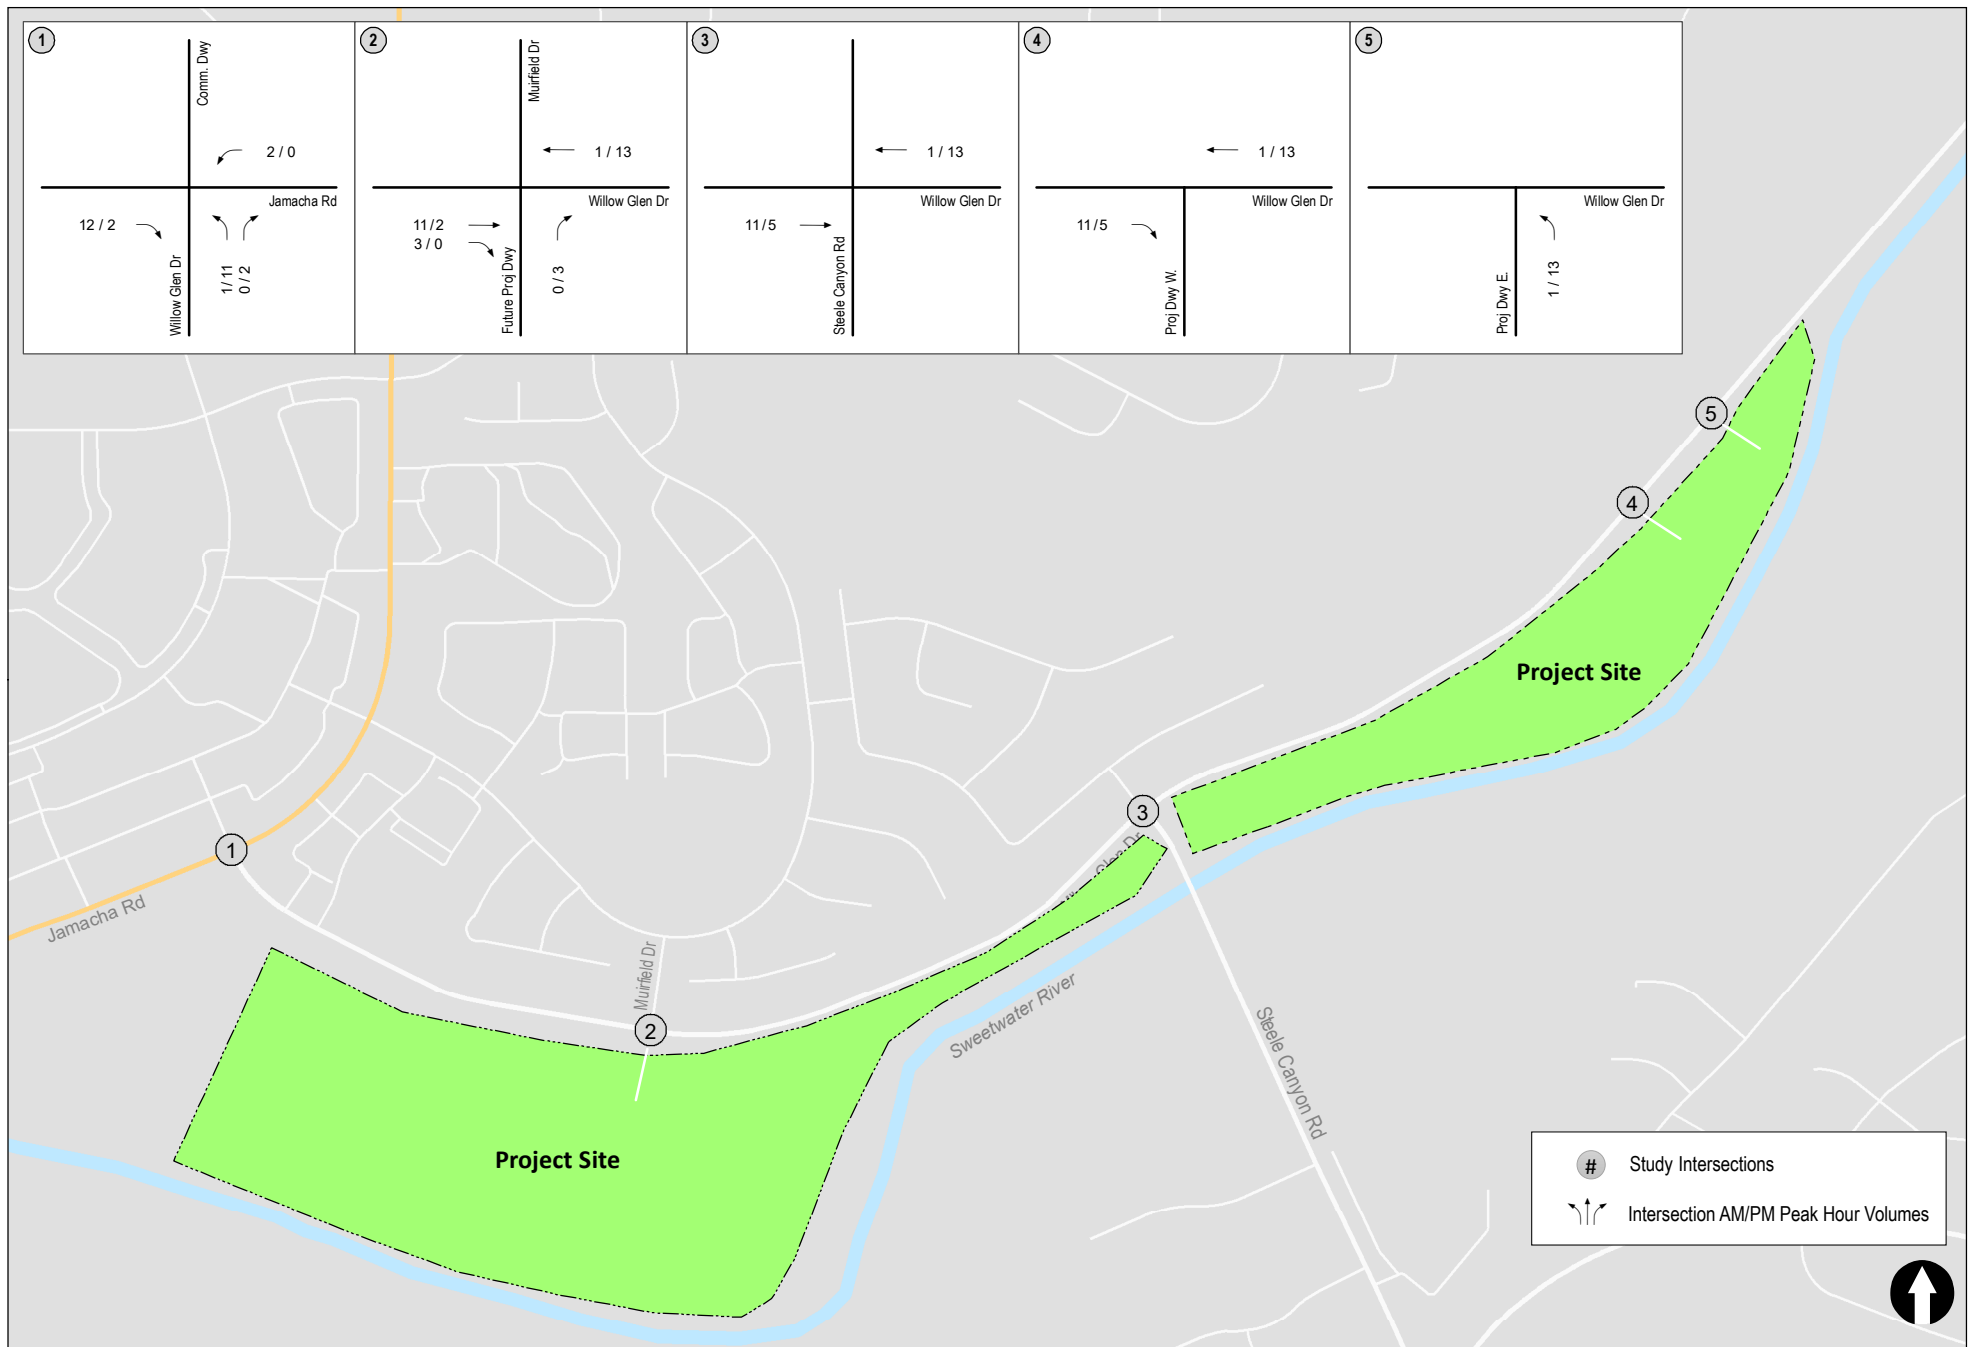 1
Comm. Dwy
2 / 0
Jamacha Rd
12 / 2
Willow Glen Dr
1 / 11
0 / 2
2
Muirfield Dr
1 / 13
Willow Glen Dr
11 / 2
3 / 0
Future Proj Dwy
0 / 3
3
1 / 13
Willow Glen Dr
11 / 5
Steele Canyon Rd
4
1 / 13
Willow Glen Dr
11 / 5
Proj Dwy W.
5
Willow Glen Dr
Proj Dwy E.
1 / 13
5
4
Project Site
3
Glen Dr
1
Jamacha Rd
Muirfield Dr
2
Sweetwater River
Steele Canyon Rd
Project Site
# Study Intersections
Intersection AM/PM Peak Hour Volumes